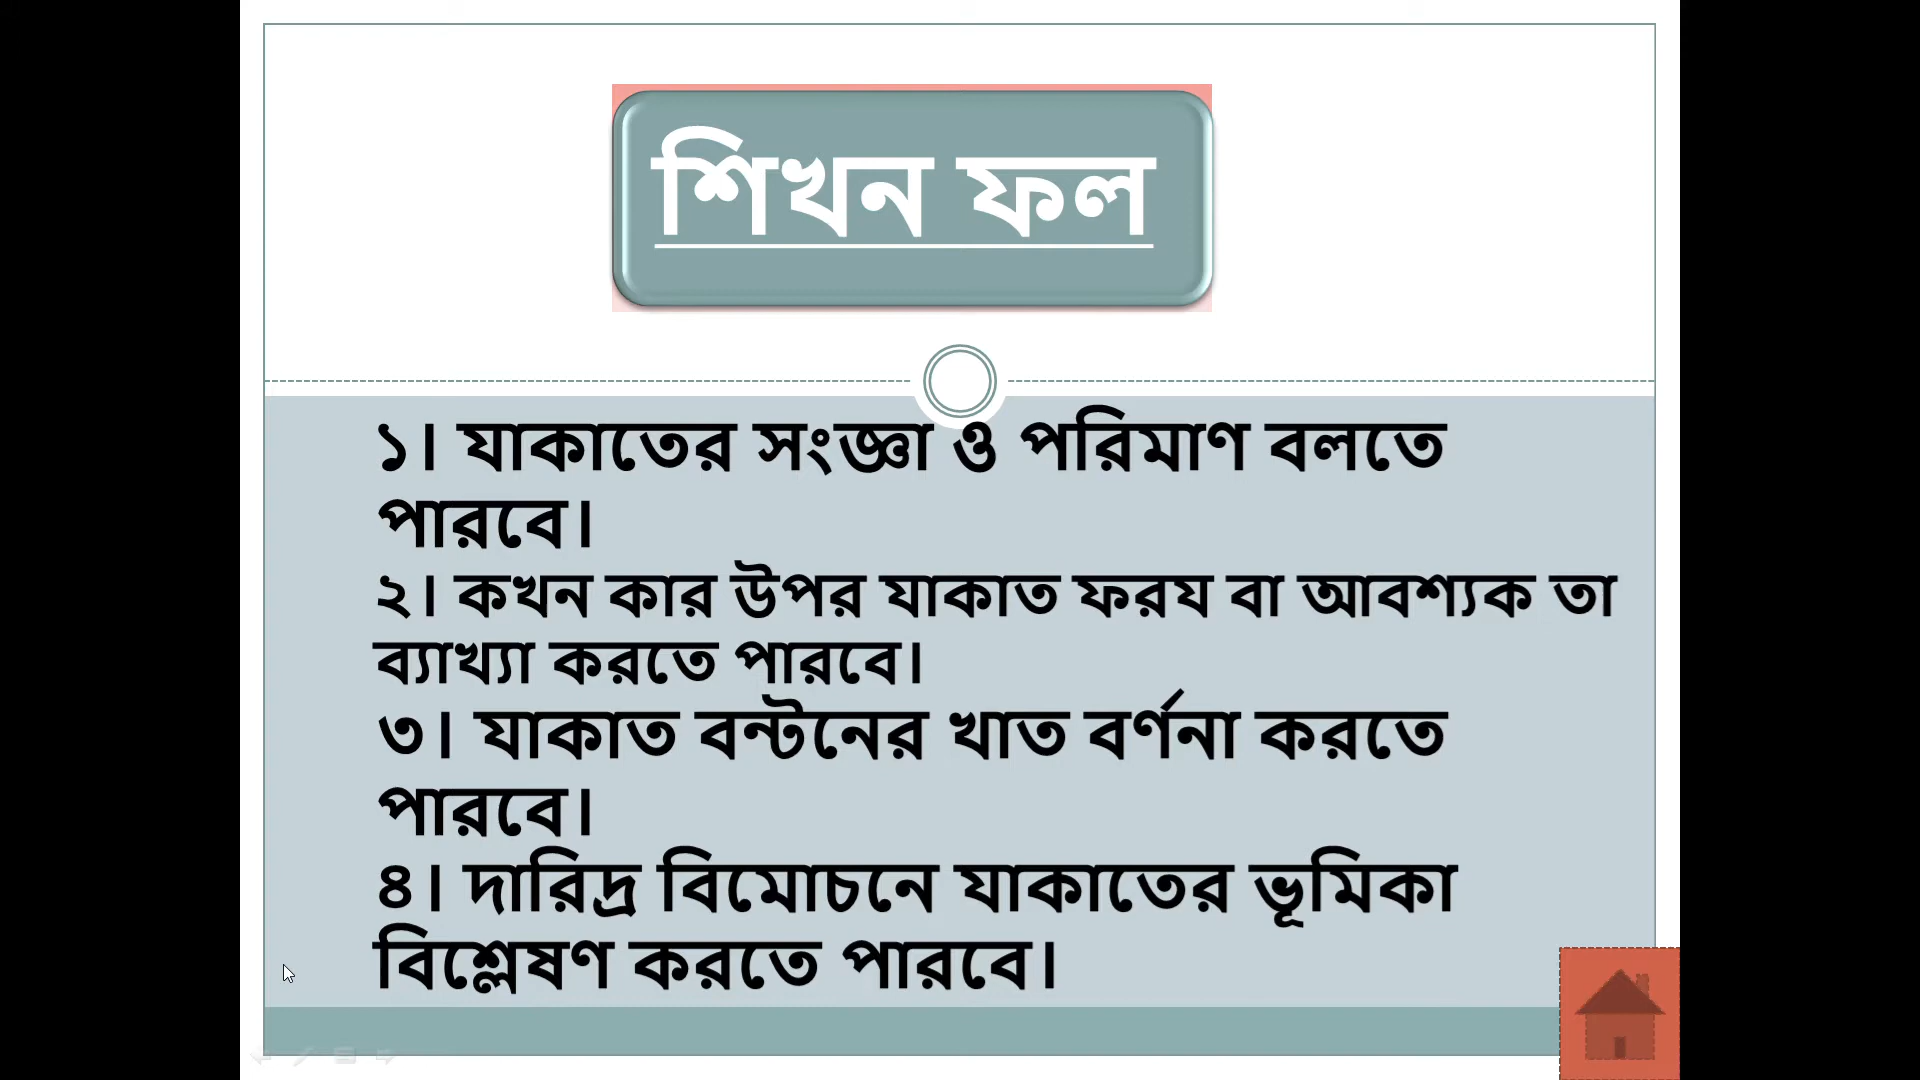 শিখন ফল
১। যাকাতের সংজ্ঞা ও পরিমাণ বলতে
পারবে।
২। কখন কার উপর যাকাত ফরয বা আবশ্যক তা
ব্যাখ্যা করতে পারবে।
৩। যাকাত বন্টনের খাত বর্ণনা করতে
পারবে।
৪। দারিদ্র বিমোচনে যাকাতের ভূমিকা
বিশ্লেষণ করতে পারবে।